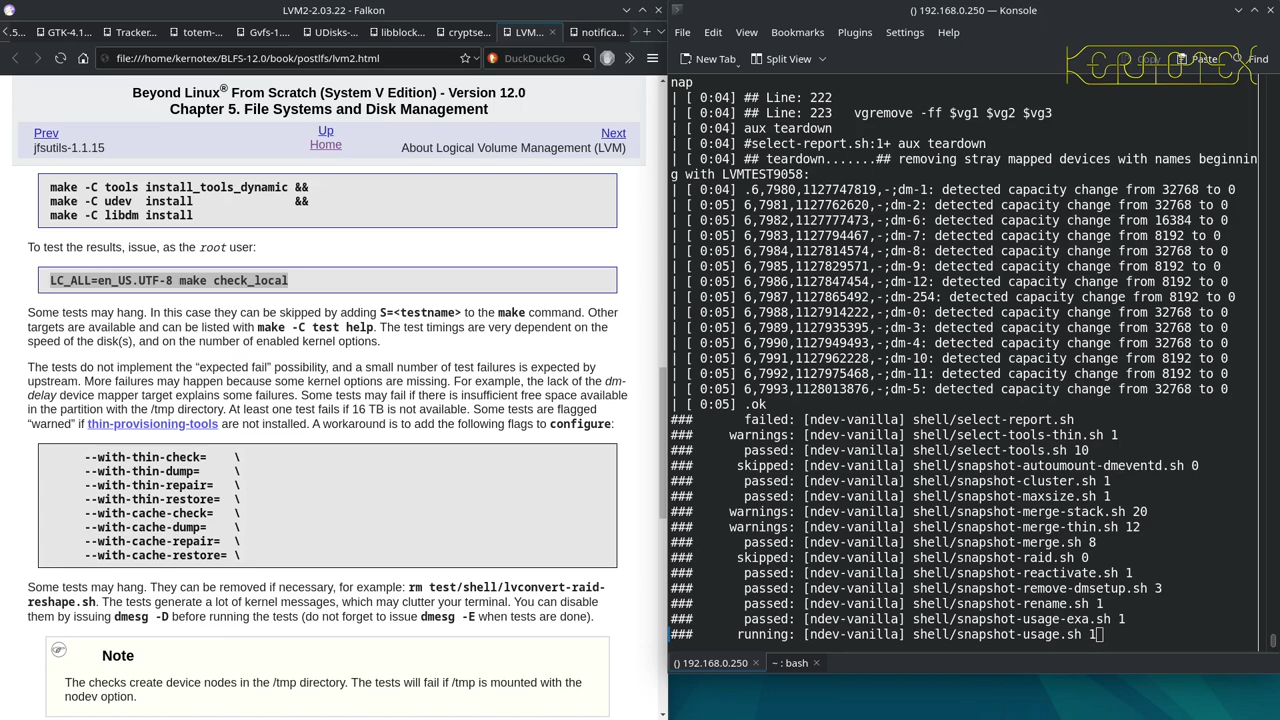 LVM2-2.03.22 - Falkon
.5...
GTK-4.1...
Tracker...
totem-...
Gvfs-1....
UDisks-...
libblock...
cryptse...
LVM...
notifica...
file:///home/kernotex/BLFS-12.0/book/postlfs/lvm2.html
DuckDuckGo
Beyond Linux® From Scratch (System V Edition) - Version 12.0
Chapter 5. File Systems and Disk Management
Prev
Up
Next
jfsutils-1.1.15
Home
About Logical Volume Management (LVM)
make -C tools install_tools_dynamic &&
make -C udev  install               &&
make -C libdm install
To test the results, issue, as the root user:
LC_ALL=en_US.UTF-8 make check_local
Some tests may hang. In this case they can be skipped by adding S=<testname> to the make command. Other
targets are available and can be listed with make -C test help. The test timings are very dependent on the
speed of the disk(s), and on the number of enabled kernel options.
The tests do not implement the “expected fail” possibility, and a small number of test failures is expected by
upstream. More failures may happen because some kernel options are missing. For example, the lack of the dm-
delay device mapper target explains some failures. Some tests may fail if there is insufficient free space available
in the partition with the /tmp directory. At least one test fails if 16 TB is not available. Some tests are flagged
“warned” if thin-provisioning-tools are not installed. A workaround is to add the following flags to configure:
--with-thin-check=    \
--with-thin-dump=     \
--with-thin-repair=   \
--with-thin-restore=  \
--with-cache-check=   \
--with-cache-dump=    \
--with-cache-repair=  \
--with-cache-restore= \
Some tests may hang. They can be removed if necessary, for example: rm test/shell/lvconvert-raid-
reshape.sh. The tests generate a lot of kernel messages, which may clutter your terminal. You can disable
them by issuing dmesg -D before running the tests (do not forget to issue dmesg -E when tests are done).
Note
The checks create device nodes in the /tmp directory. The tests will fail if /tmp is mounted with the
nodev option.
() 192.168.0.250 — Konsole
File Edit View Bookmarks Plugins Settings Help
New Tab
Split View
Copy
Paste
Find
KERNOTEX
nap
| [ 0:04] ## Line: 222
| [ 0:04] ## Line: 223   vgremove -ff $vg1 $vg2 $vg3
| [ 0:04] aux teardown
| [ 0:04] #select-report.sh:1+ aux teardown
| [ 0:04] ## teardown.......## removing stray mapped devices with names beginnin
g with LVMTEST9058:
| [ 0:04] .6,7980,1127747819,-;dm-1: detected capacity change from 32768 to 0
| [ 0:05] 6,7981,1127762620,-;dm-2: detected capacity change from 32768 to 0
| [ 0:05] 6,7982,1127777473,-;dm-6: detected capacity change from 16384 to 0
| [ 0:05] 6,7983,1127794467,-;dm-7: detected capacity change from 8192 to 0
| [ 0:05] 6,7984,1127814574,-;dm-8: detected capacity change from 32768 to 0
| [ 0:05] 6,7985,1127829571,-;dm-9: detected capacity change from 8192 to 0
| [ 0:05] 6,7986,1127847454,-;dm-12: detected capacity change from 8192 to 0
| [ 0:05] 6,7987,1127865492,-;dm-254: detected capacity change from 8192 to 0
| [ 0:05] 6,7988,1127914222,-;dm-0: detected capacity change from 32768 to 0
| [ 0:05] 6,7989,1127935395,-;dm-3: detected capacity change from 32768 to 0
| [ 0:05] 6,7990,1127949493,-;dm-4: detected capacity change from 32768 to 0
| [ 0:05] 6,7991,1127962228,-;dm-10: detected capacity change from 8192 to 0
| [ 0:05] 6,7992,1127975468,-;dm-11: detected capacity change from 8192 to 0
| [ 0:05] 6,7993,1128013876,-;dm-5: detected capacity change from 32768 to 0
| [ 0:05] .ok
###       failed: [ndev-vanilla] shell/select-report.sh
###     warnings: [ndev-vanilla] shell/select-tools-thin.sh 1
###       passed: [ndev-vanilla] shell/select-tools.sh 10
###      skipped: [ndev-vanilla] shell/snapshot-autoumount-dmeventd.sh 0
###       passed: [ndev-vanilla] shell/snapshot-cluster.sh 1
###       passed: [ndev-vanilla] shell/snapshot-maxsize.sh 1
###     warnings: [ndev-vanilla] shell/snapshot-merge-stack.sh 20
###     warnings: [ndev-vanilla] shell/snapshot-merge-thin.sh 12
###       passed: [ndev-vanilla] shell/snapshot-merge.sh 8
###      skipped: [ndev-vanilla] shell/snapshot-raid.sh 0
###       passed: [ndev-vanilla] shell/snapshot-reactivate.sh 1
###       passed: [ndev-vanilla] shell/snapshot-remove-dmsetup.sh 3
###       passed: [ndev-vanilla] shell/snapshot-rename.sh 1
###       passed: [ndev-vanilla] shell/snapshot-usage-exa.sh 1
###      running: [ndev-vanilla] shell/snapshot-usage.sh 1
() 192.168.0.250
~ : bash